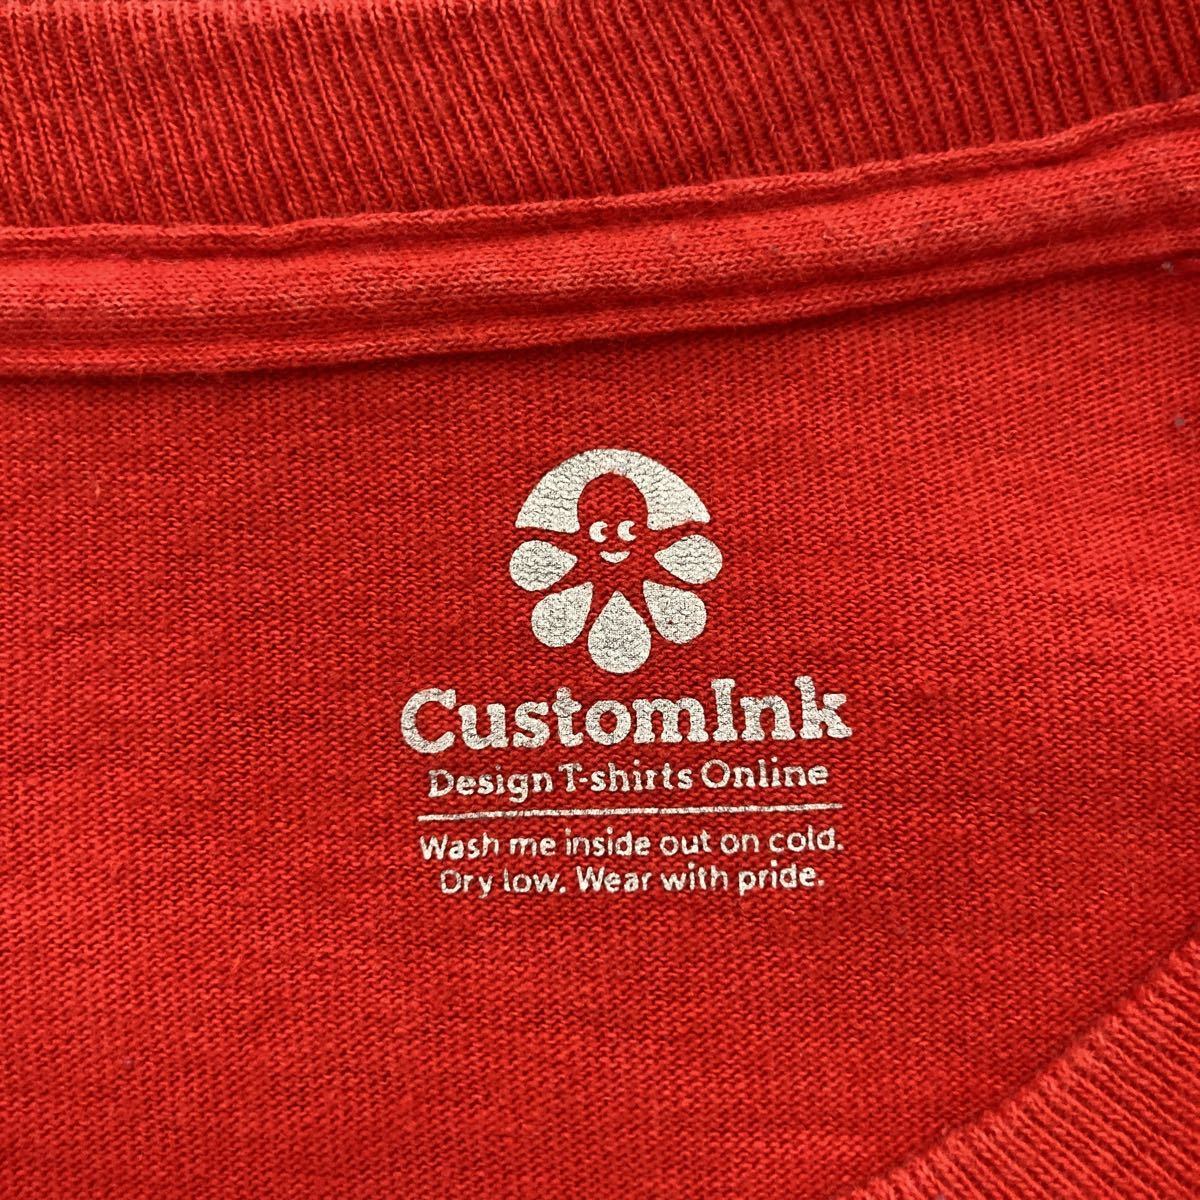 CustomInk
Design T-shirts Online
Wash me inside out on cold.
Dry low. Wear with pride.